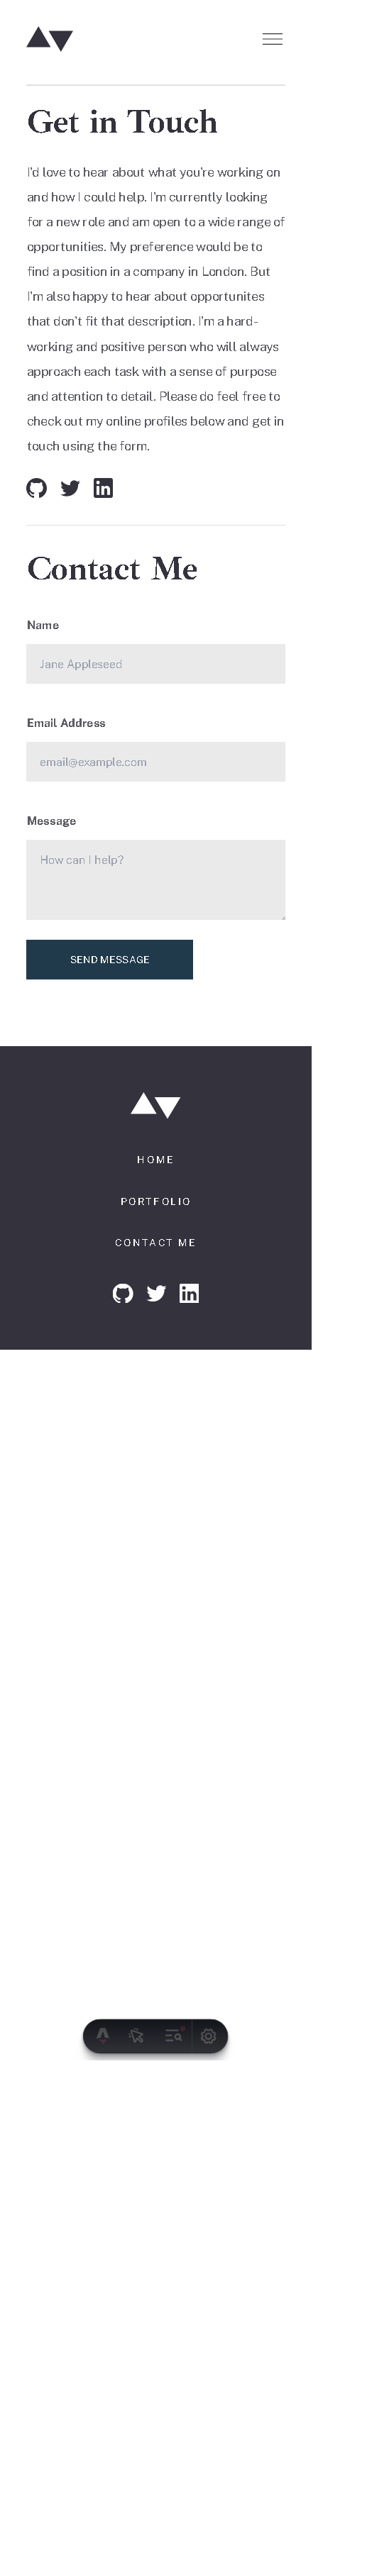 Get in Touch
I'd love to hear about what you're working on
and how I could help. I'm currently looking
for a new role and am open to a wide range of
opportunities. My preference would be to
find a position in a company in London. But
I'm also happy to hear about opportunites
that don't fit that description. I'm a hard-
working and positive person who will always
approach each task with a sense of purpose
and attention to detail. Please do feel free to
check out my online profiles below and get in
touch using the form.
Contact Me
Name
Jane Appleseed
Email Address
email@example.com
Message
How can I help?
SEND MESSAGE
HOME
PORTFOLIO
CONTACT ME